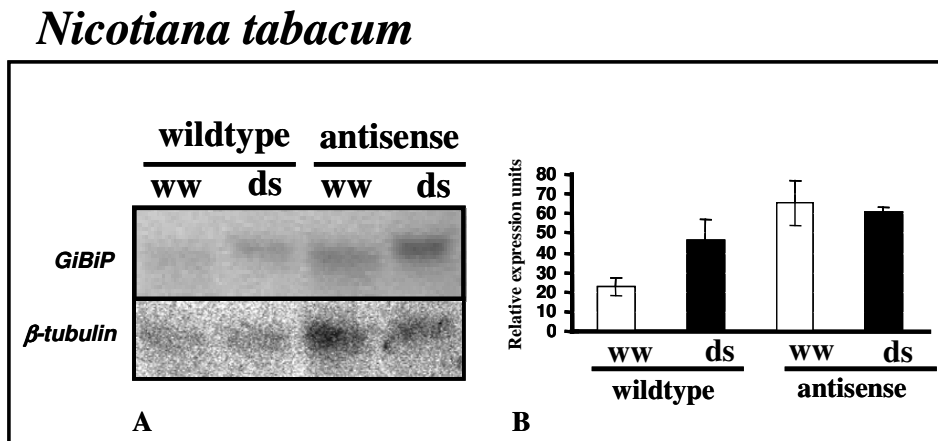 Nicotiana tabacum
wildtype antisense
ww ds ww ds
GiBiP
β-tubulin
A
Relative expression units
80
70
60
50
40
30
20
10
0
ww ds ww ds
wildtype antisense
B